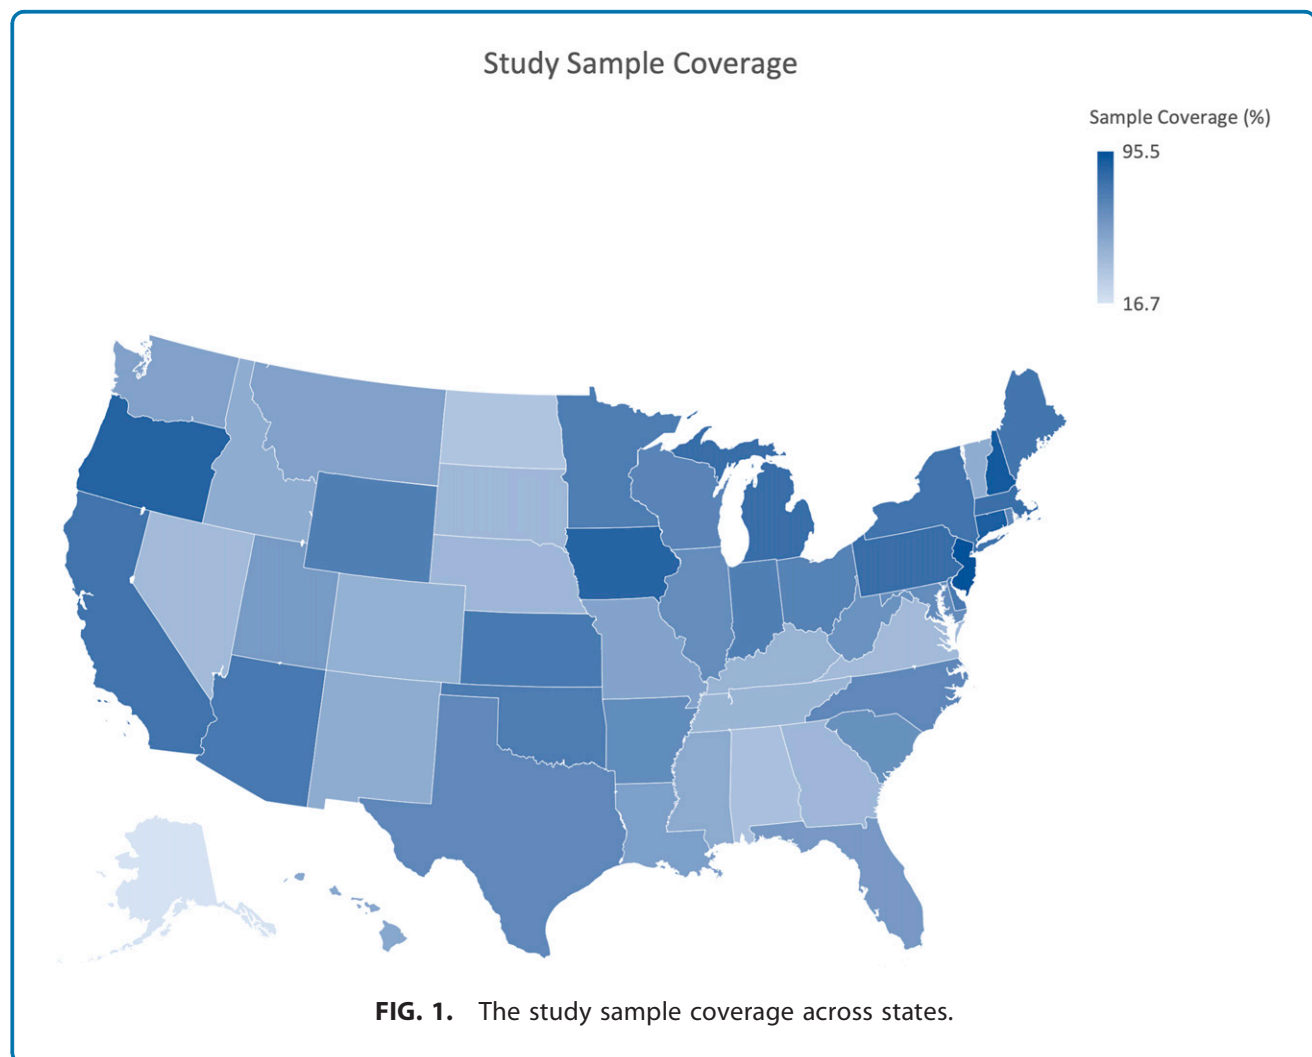 Study Sample Coverage
Sample Coverage (%)
95.5
16.7
FIG. 1. The study sample coverage across states.